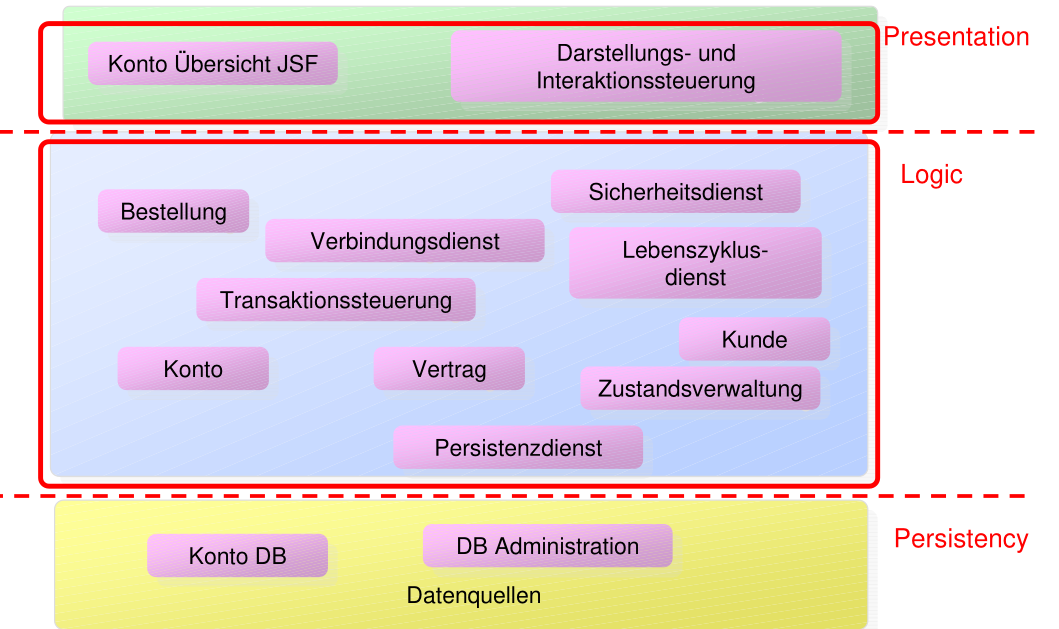 Presentation
Konto Übersicht JSF
Darstellungs- und
Interaktionssteuerung
Logic
Sicherheitsdienst
Bestellung
Verbindungsdienst
Lebenszyklus-
dienst
Transaktionssteuerung
Kunde
Konto
Vertrag
Zustandsverwaltung
Persistenzdienst
Persistency
Konto DB
DB Administration
Datenquellen